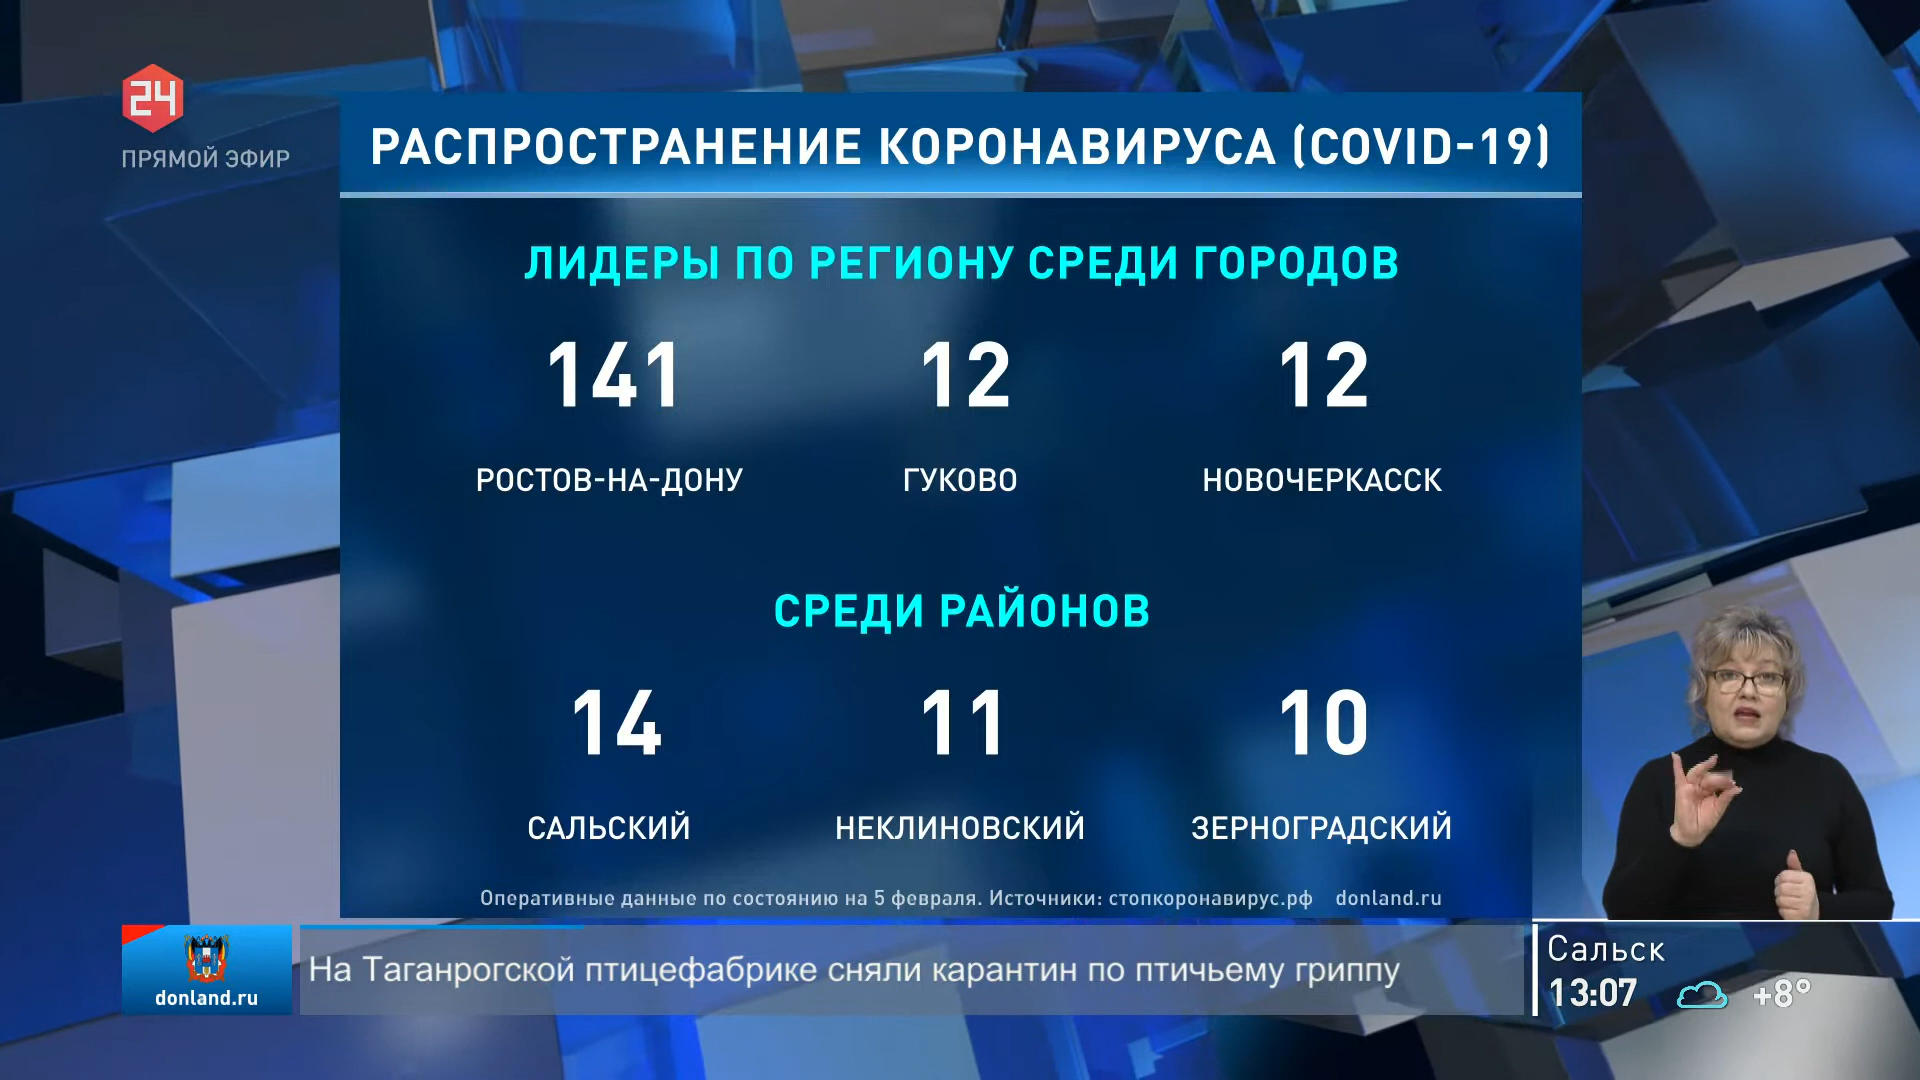 24
ПРЯМОЙ ЭФИР
РАСПРОСТРАНЕНИЕ КОРОНАВИРУСА (COVID-19)
ЛИДЕРЫ ПО РЕГИОНУ СРЕДИ ГОРОДОВ
141 12 12
РОСТОВ-НА-ДОНУ ГУКОВО НОВОЧЕРКАССК
СРЕДИ РАЙОНОВ
14 11 10
САЛЬСКИЙ НЕКЛИНОВСКИЙ ЗЕРНОГРАДСКИЙ
Оперативные данные по состоянию на 5 февраля. Источники: стопкоронавирус.рф donland.ru
donland.ru
На Таганрогской птицефабрике сняли карантин по птичьему гриппу
Сальск
13:07 +8°